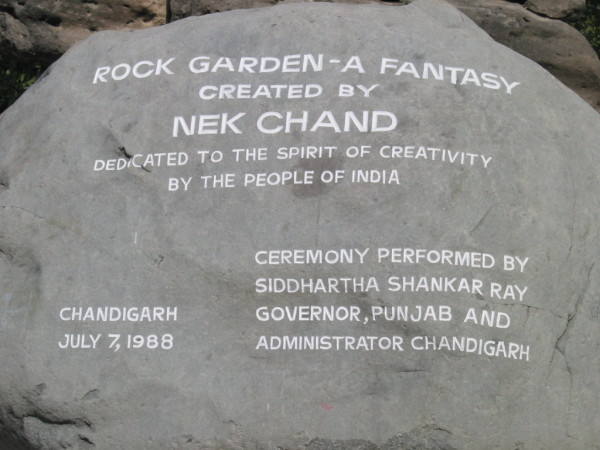 ROCK GARDEN-A FANTASY
CREATED BY
NEK CHAND
DEDICATED TO THE SPIRIT OF CREATIVITY
BY THE PEOPLE OF INDIA
CEREMONY PERFORMED BY
SIDDHARTHA SHANKAR RAY
GOVERNOR, PUNJAB AND
ADMINISTRATOR CHANDIGARH
CHANDIGARH
JULY 7, 1988